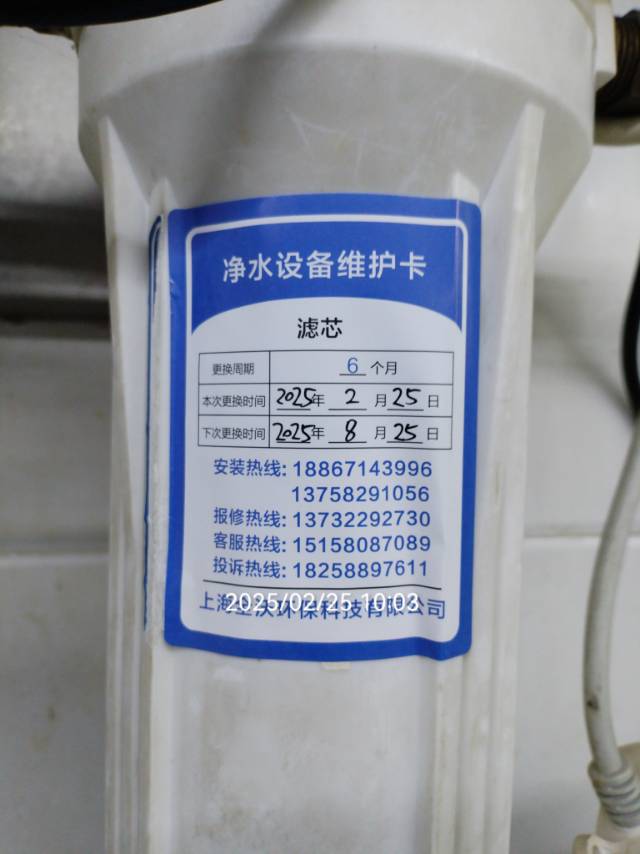 净水设备维护卡
滤芯
更换周期 6 个月
本次更换时间 2025年 2 月 25 日
下次更换时间 2025年 8 月 25 日
安装热线: 18867143996
13758291056
报修热线: 13732292730
客服热线: 15158087089
投诉热线: 18258897611
上海 沃环保科技有限公司
2025/02/25 10:03